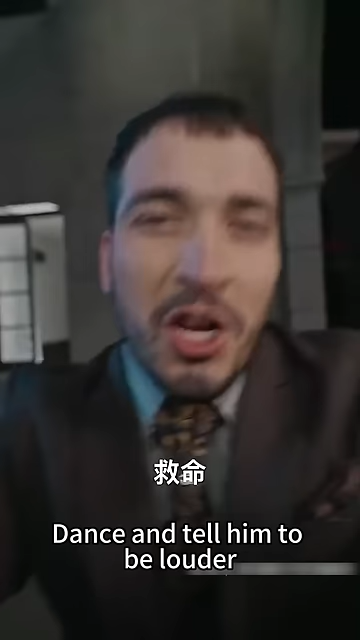 救命
Dance and tell him to
be louder